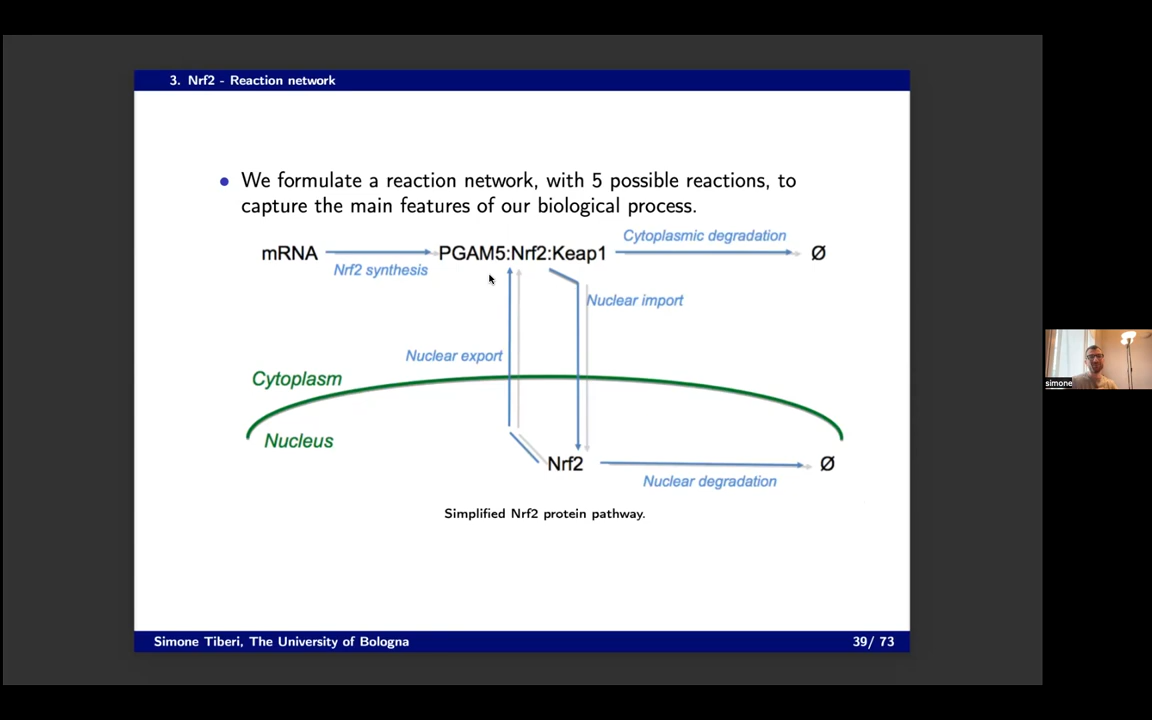 3. Nrf2 - Reaction network
• We formulate a reaction network, with 5 possible reactions, to
capture the main features of our biological process.
Cytoplasmic degradation
mRNA PGAM5:Nrf2:Keap1 Ø
Nrf2 synthesis
Nuclear import
Nuclear export
Cytoplasm
Nucleus
Nrf2 Ø
Nuclear degradation
Simplified Nrf2 protein pathway.
simone
Simone Tiberi, The University of Bologna 39/ 73